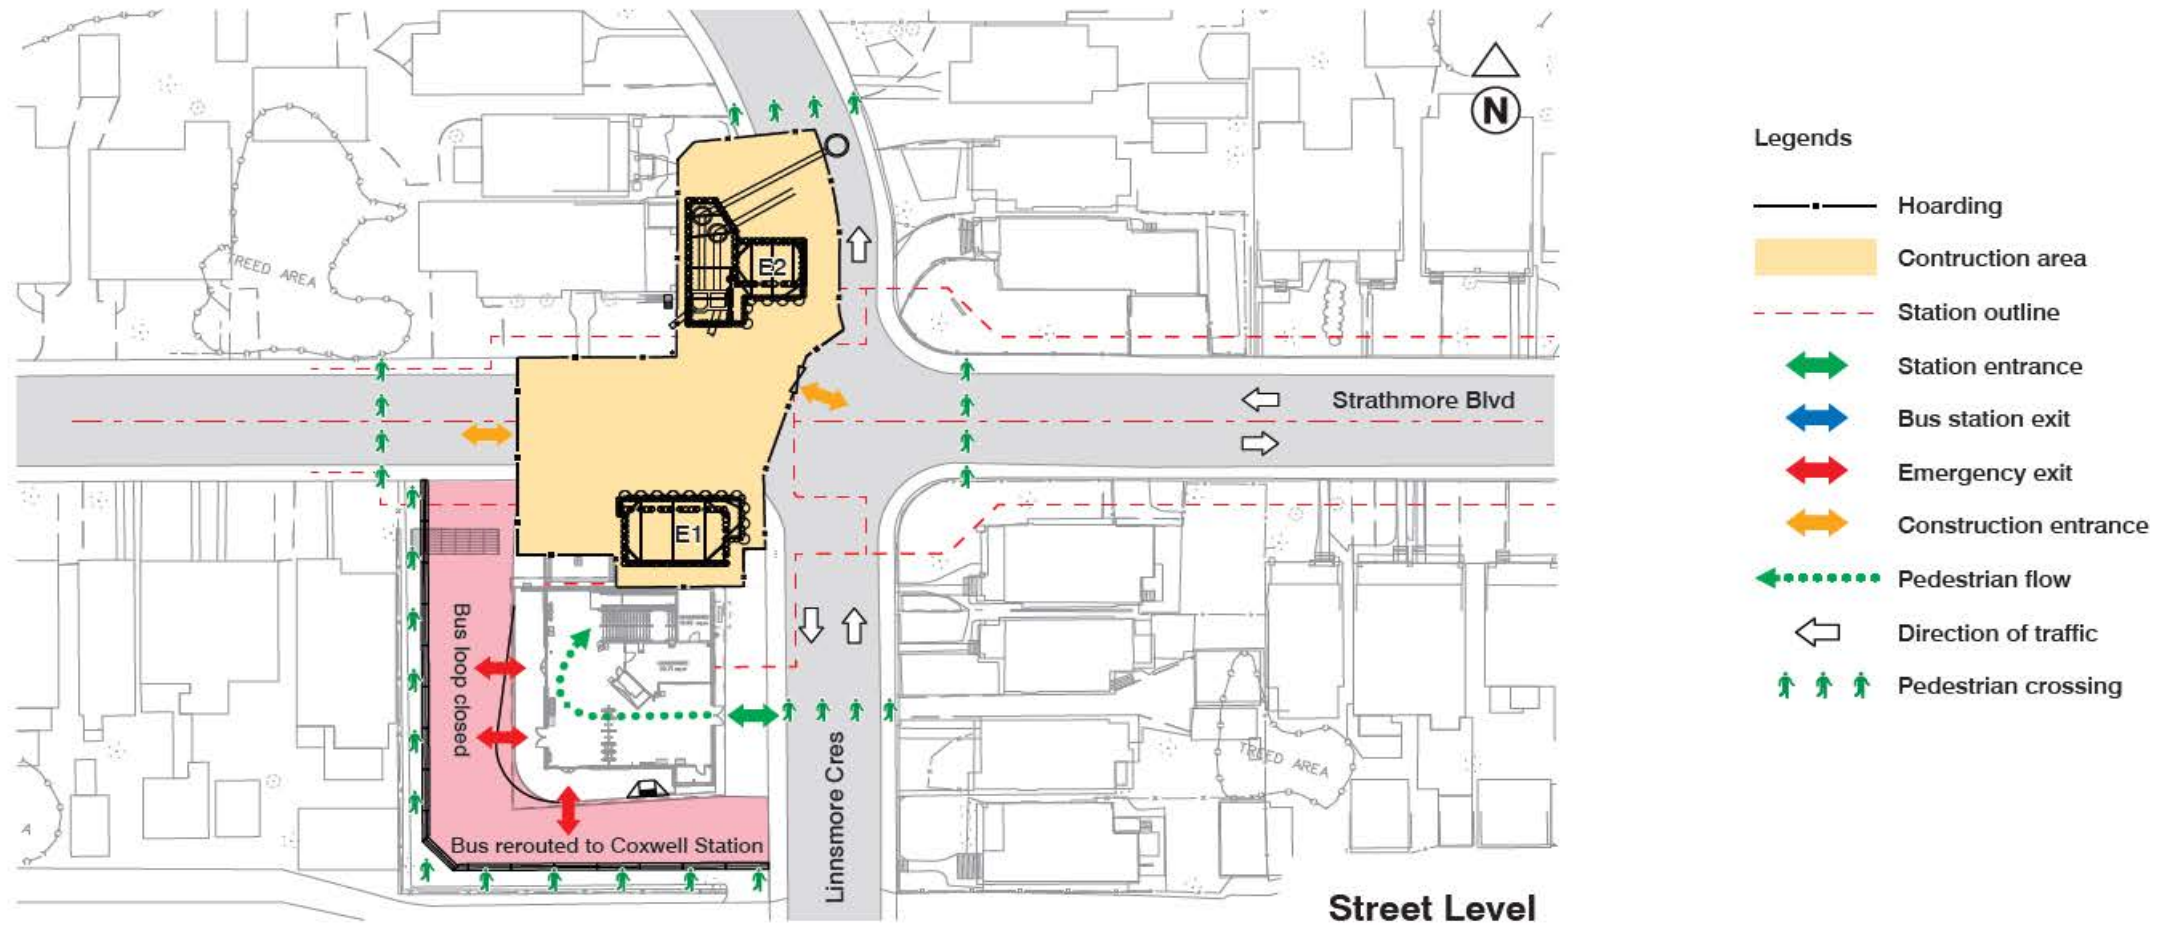 N
TREED AREA
E2
Strathmore Blvd
E1
Bus loop closed
Linnsmore Cres
TREED AREA
A
Bus rerouted to Coxwell Station
Street Level
Legends
Hoarding
Contruction area
Station outline
Station entrance
Bus station exit
Emergency exit
Construction entrance
Pedestrian flow
Direction of traffic
Pedestrian crossing